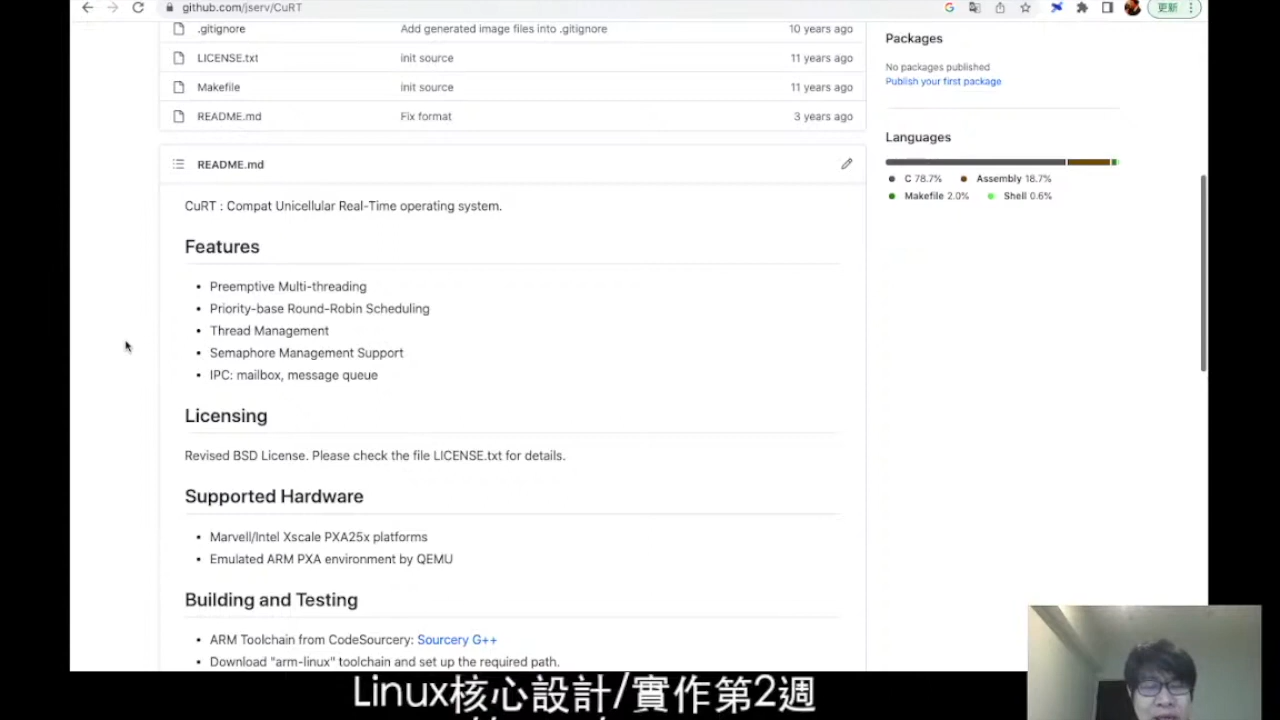 github.com/jserv/CuRT
更新
.gitignore Add generated image files into .gitignore 10 years ago
LICENSE.txt init source 11 years ago
Makefile init source 11 years ago
README.md Fix format 3 years ago
README.md
CuRT : Compat Unicellular Real-Time operating system.
Features
• Preemptive Multi-threading
• Priority-base Round-Robin Scheduling
• Thread Management
• Semaphore Management Support
• IPC: mailbox, message queue
Licensing
Revised BSD License. Please check the file LICENSE.txt for details.
Supported Hardware
• Marvell/Intel Xscale PXA25x platforms
• Emulated ARM PXA environment by QEMU
Building and Testing
• ARM Toolchain from CodeSourcery: Sourcery G++
• Download "arm-linux" toolchain and set up the required path.
Packages
No packages published
Publish your first package
Languages
C 78.7% Assembly 18.7%
Makefile 2.0% Shell 0.6%
Linux核心設計/實作第2週